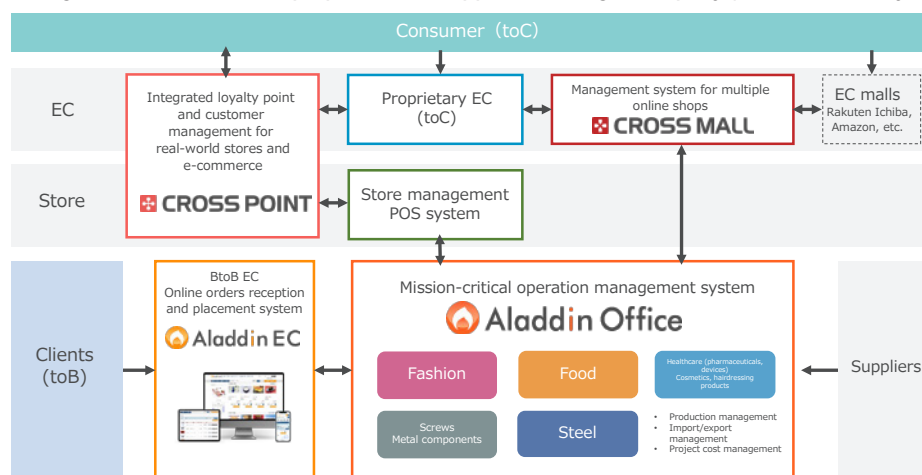 Consumer (toC)
EC
Integrated loyalty point
and customer
management for
real-world stores and
e-commerce
CROSS POINT
Proprietary EC
(toC)
Management system for multiple
online shops
CROSS MALL
EC malls
Rakuten Ichiba,
Amazon, etc.
Store
Store management
POS system
Clients
(toB)
BtoB EC
Online orders reception
and placement system
Aladdin EC
Mission-critical operation management system
Aladdin Office
Fashion
Food
Healthcare (pharmaceuticals,
devices)
Cosmetics, hairdressing
products
Screws
Metal components
Steel
• Production management
• Import/export
management
• Project cost management
Suppliers